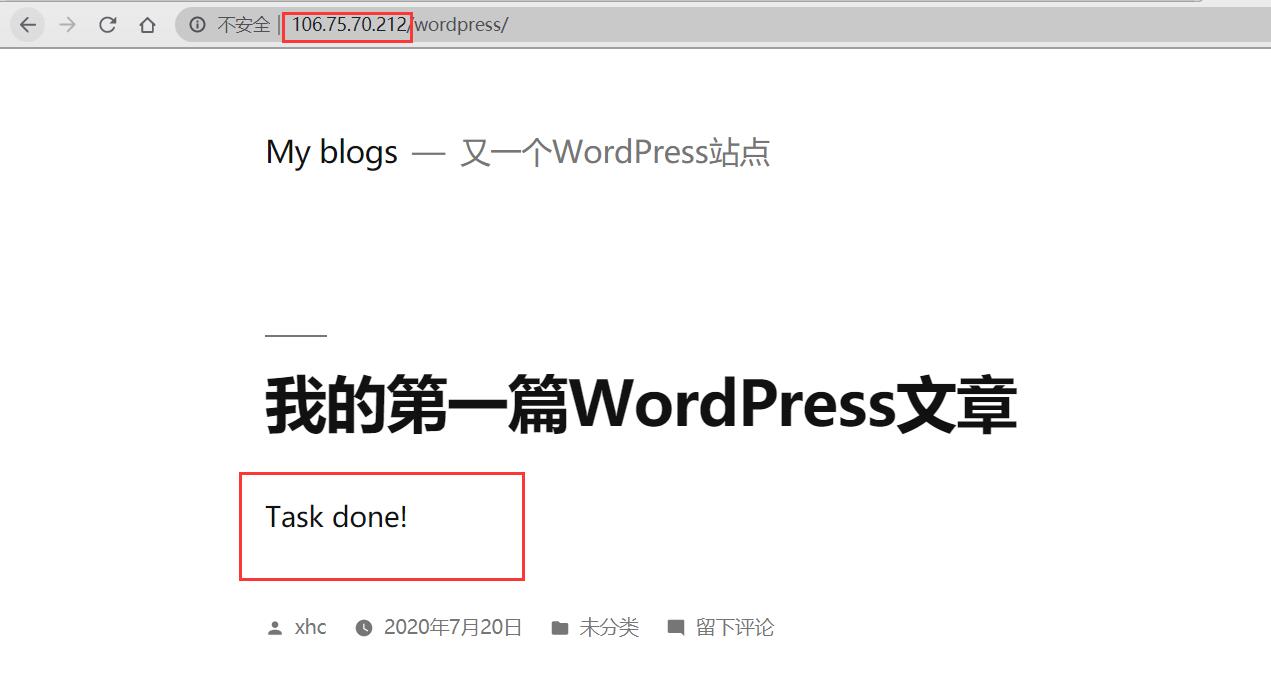 不安全 | 106.75.70.212/wordpress/
My blogs — 又一个WordPress站点
我的第一篇WordPress文章
Task done!
xhc 2020年7月20日 未分类 留下评论